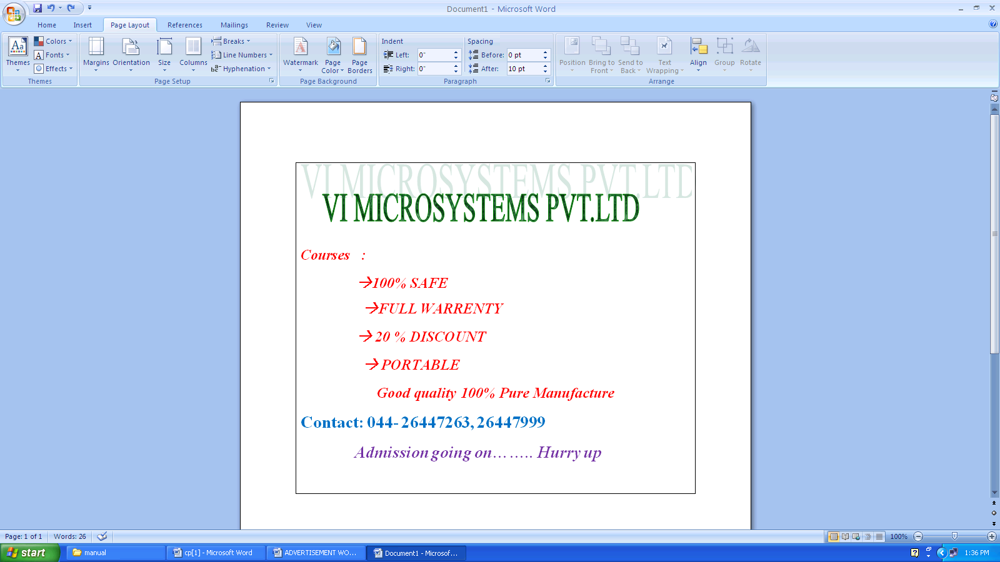 Document1 - Microsoft Word
Home Insert Page Layout References Mailings Review View
Themes Colors Fonts Effects Themes
Margins Orientation Size Columns Breaks Line Numbers Hyphenation Page Setup
Watermark Page Color Page Borders Page Background
Indent Spacing
Left: 0" Before: 0 pt
Right: 0" After: 10 pt
Paragraph
Position Bring to Front Send to Back Text Wrapping Align Group Rotate
Arrange
VI MICROSYSTEMS PVT.LTD
VI MICROSYSTEMS PVT.LTD
Courses :
→100% SAFE
→FULL WARRENTY
→ 20 % DISCOUNT
→ PORTABLE
Good quality 100% Pure Manufacture
Contact: 044- 26447263, 26447999
Admission going on…….. Hurry up
Page: 1 of 1 Words: 26 100%
start manual cp[1] - Microsoft Word ADVERTISEMENT WO... Document1 - Microsof... 1:36 PM